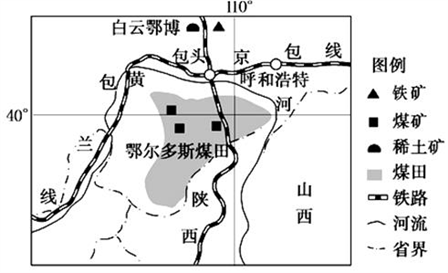 110°
白云鄂博
包头
京包线
呼和浩特
包
黄
河
40°
兰
线
鄂尔多斯煤田
陕
西
山
西
图例
铁矿
煤矿
稀土矿
煤田
铁路
河流
省界